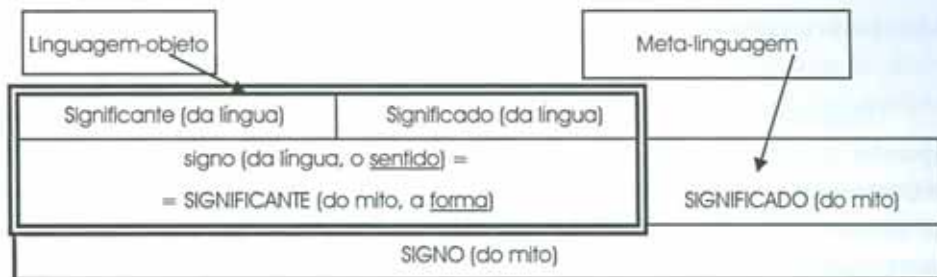 Linguagem-objeto
Meta-linguagem
Significante (da língua)
Significado (da língua)
signo (da língua, o sentido) =
= SIGNIFICANTE (do mito, a forma)
SIGNIFICADO (do mito)
SIGNO (do mito)